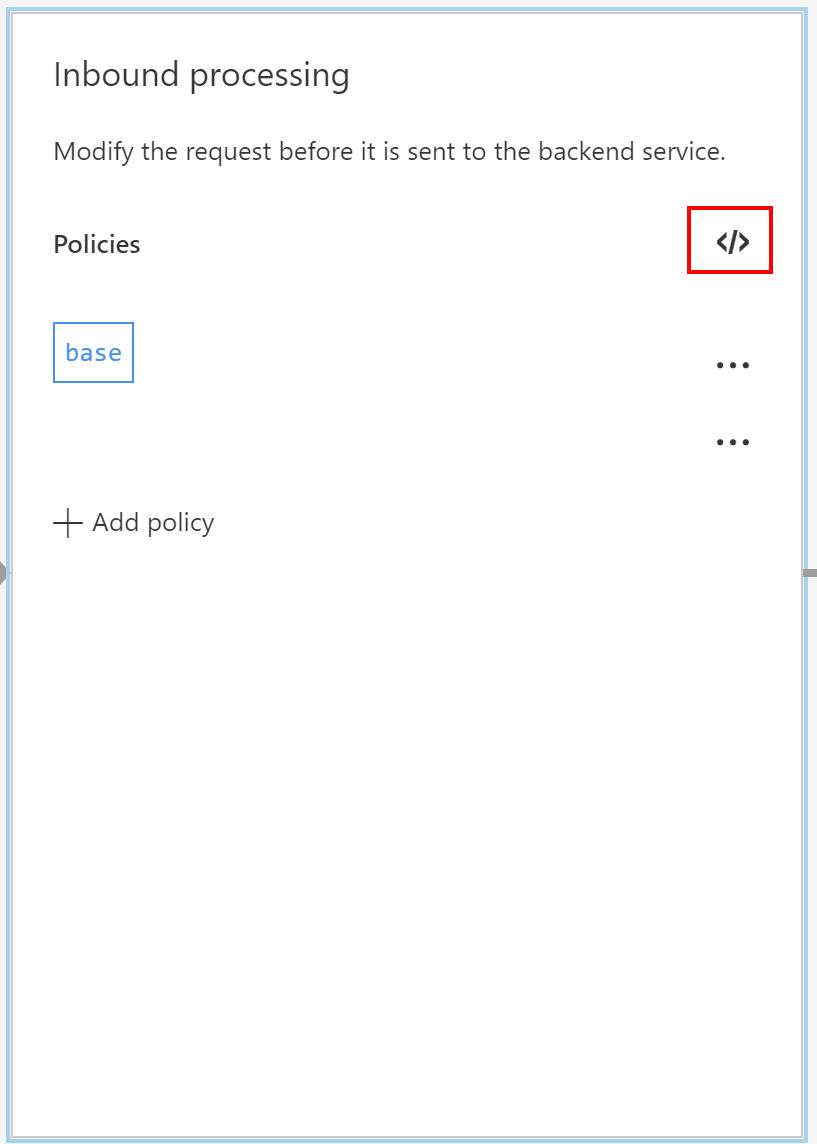 Inbound processing
Modify the request before it is sent to the backend service.
Policies </>
base ...
...
+ Add policy